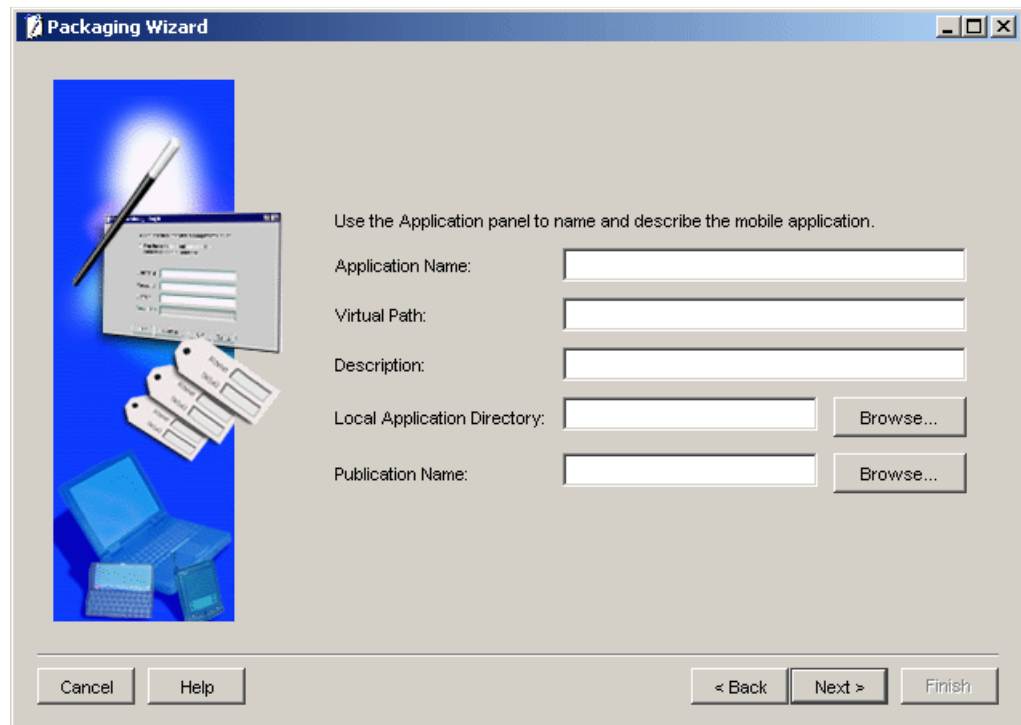 Packaging Wizard
Use the Application panel to name and describe the mobile application.
Application Name:
Virtual Path:
Description:
Local Application Directory:
Browse...
Publication Name:
Browse...
Cancel
Help
< Back
Next >
Finish